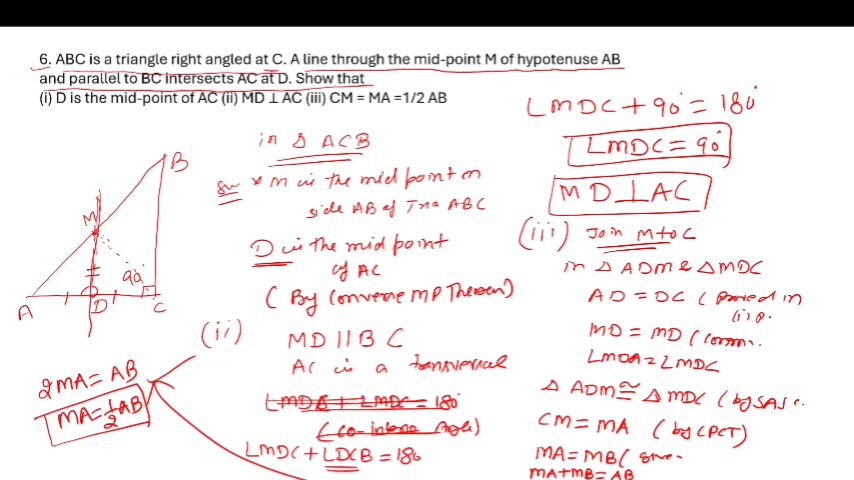 6. ABC is a triangle right angled at C. A line through the mid-point M of hypotenuse AB
and parallel to BC intersects AC at D. Show that
(i) D is the mid-point of AC (ii) MD ⊥ AC (iii) CM = MA =1/2 AB
in Δ ACB
M is the mid point on
side AB of ABC
D is the mid point
of AC
(By converse MP Theorem)
B
M
90°
A
D
C
2MA = AB
MA = 1/2 AB
(ii)
MD || BC
AC is a transversal
∠MDC + ∠DCB = 180
∠MDC + 90° = 180°
∠MDC = 90°
MD ⊥ AC
(iii) Join M to C
in Δ ADM & Δ MDC
AD = DC (proved in
MD = MD (comm..
∠MDA = ∠MDC
Δ ADM ≅ Δ MDC (by SAS c.
CM = MA (by CPCT)
MA = MB (given
MA+MB = AB